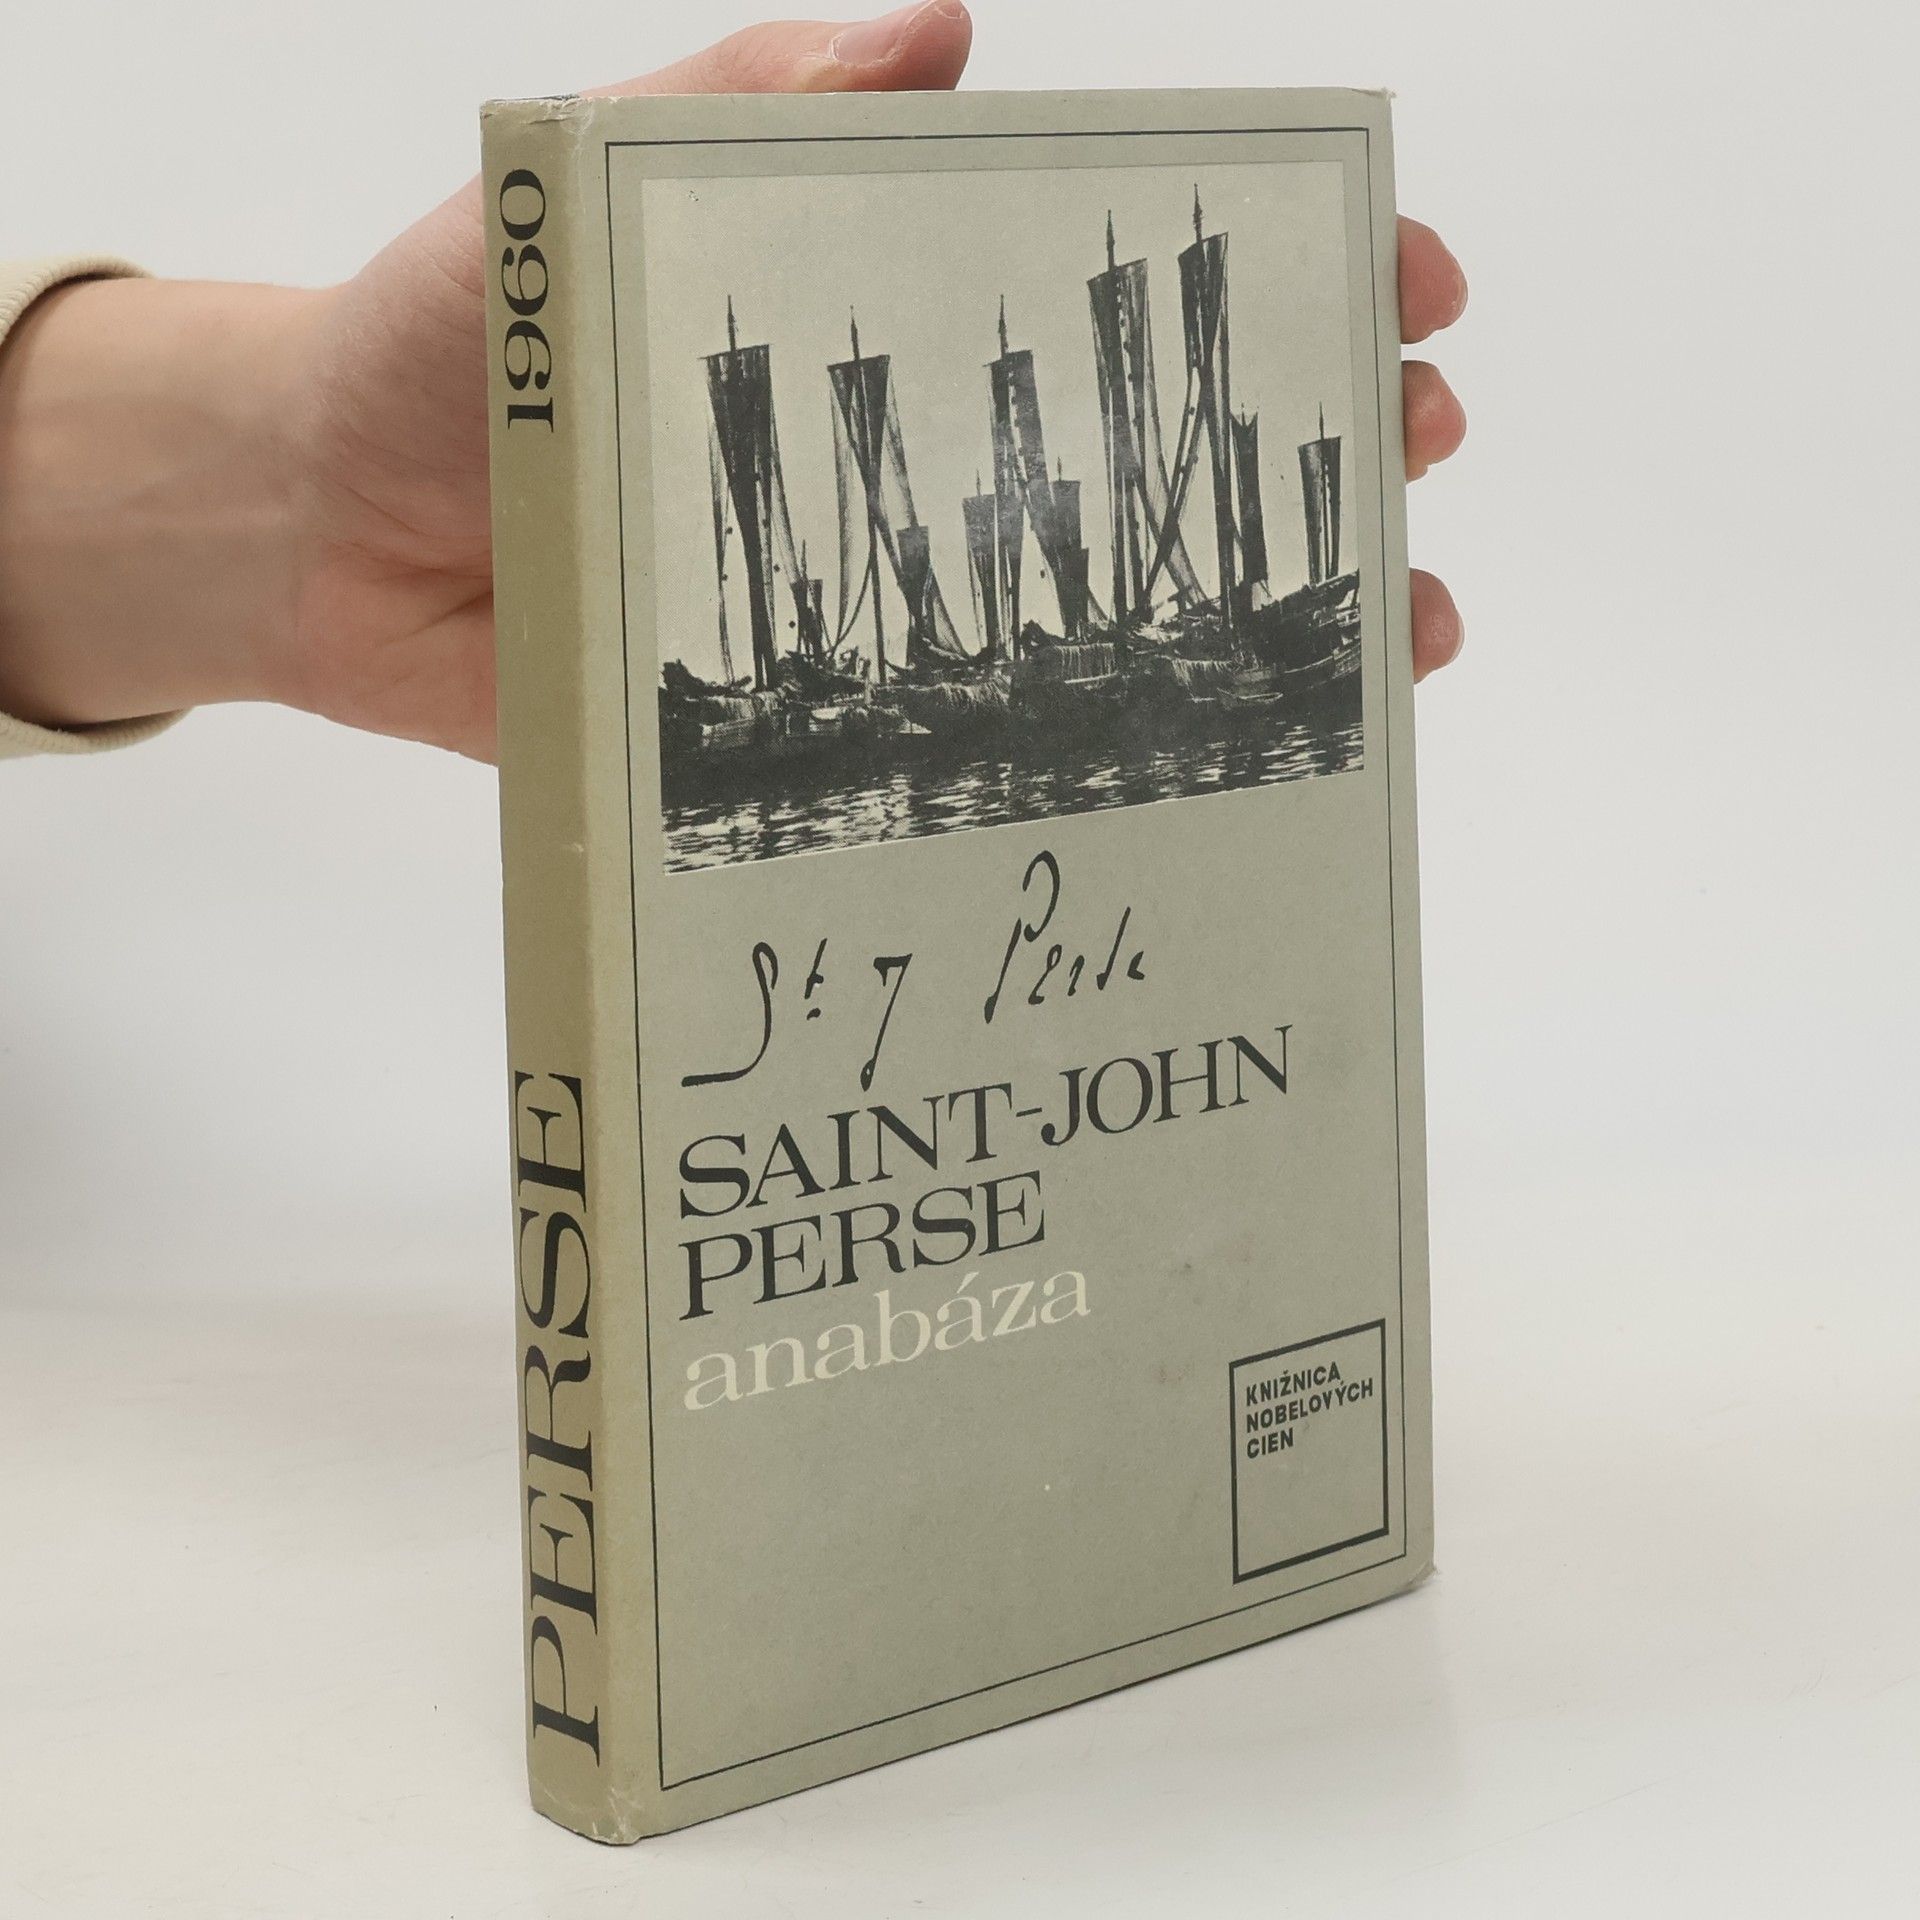 1960
PERSE
St. J Perse
SAINT-JOHN
PERSE
anabáza
KNIŽNICA
NOBELOVÝCH
CIEN